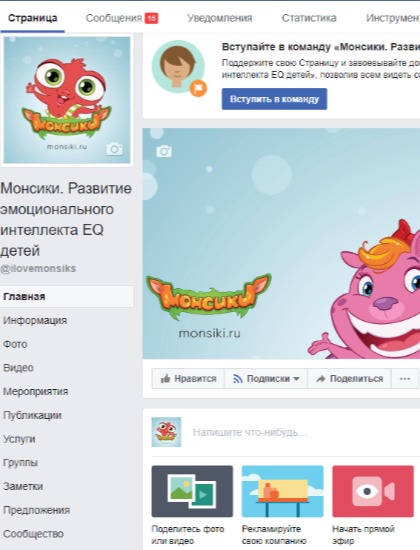 Страница Сообщения 15 Уведомления Статистика Инструмен
МОНСИКИ
monsiki.ru
Монсики. Развитие
эмоционального
интеллекта EQ
детей
@ilovemonsiks
Главная
Информация
Фото
Видео
Мероприятия
Публикации
Услуги
Группы
Заметки
Предложения
Сообщество
Вступайте в команду «Монсики. Разви
Поддержите свою Страницу и завоевывайте до
интеллекта EQ детей», позволив всем видеть со
Вступить в команду
МОНСИКИ
monsiki.ru
Нравится Подписки Поделиться ...
Напишите что-нибудь...
Поделитесь фото
или видео
Рекламируйте
свою компанию
Начать прямой
эфир